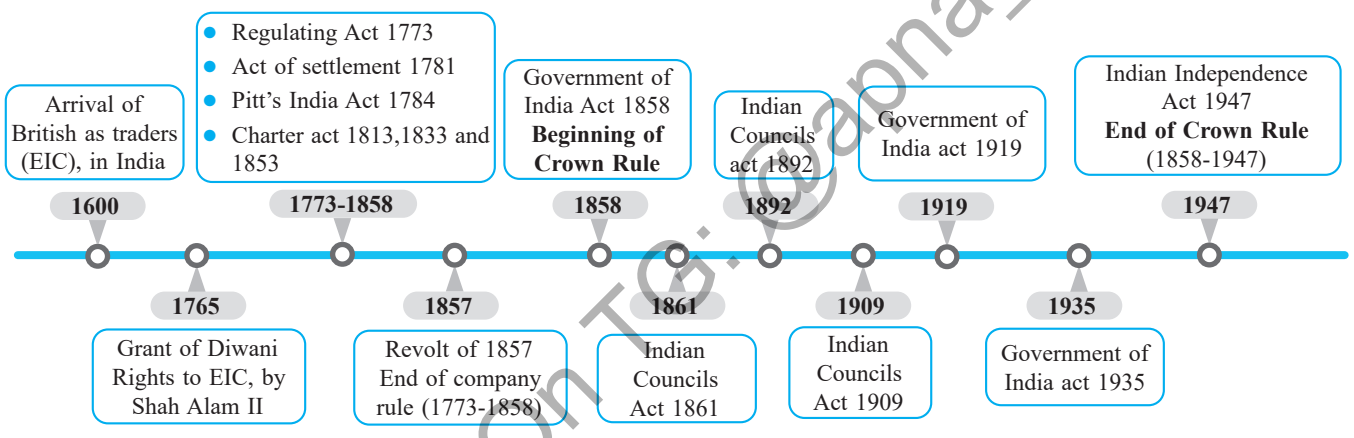 Arrival of
British as traders
(EIC), in India
1600
Grant of Diwani
Rights to EIC, by
Shah Alam II
1765
• Regulating Act 1773
• Act of settlement 1781
• Pitt's India Act 1784
• Charter act 1813,1833 and
1853
1773-1858
Revolt of 1857
End of company
rule (1773-1858)
1857
Government of
India Act 1858
Beginning of
Crown Rule
1858
Indian
Councils
Act 1861
1861
Indian
Councils
act 1892
1892
Indian
Councils
Act 1909
1909
Government of
India act 1919
1919
Government of
India act 1935
1935
Indian Independence
Act 1947
End of Crown Rule
(1858-1947)
1947
on TG: @apna_